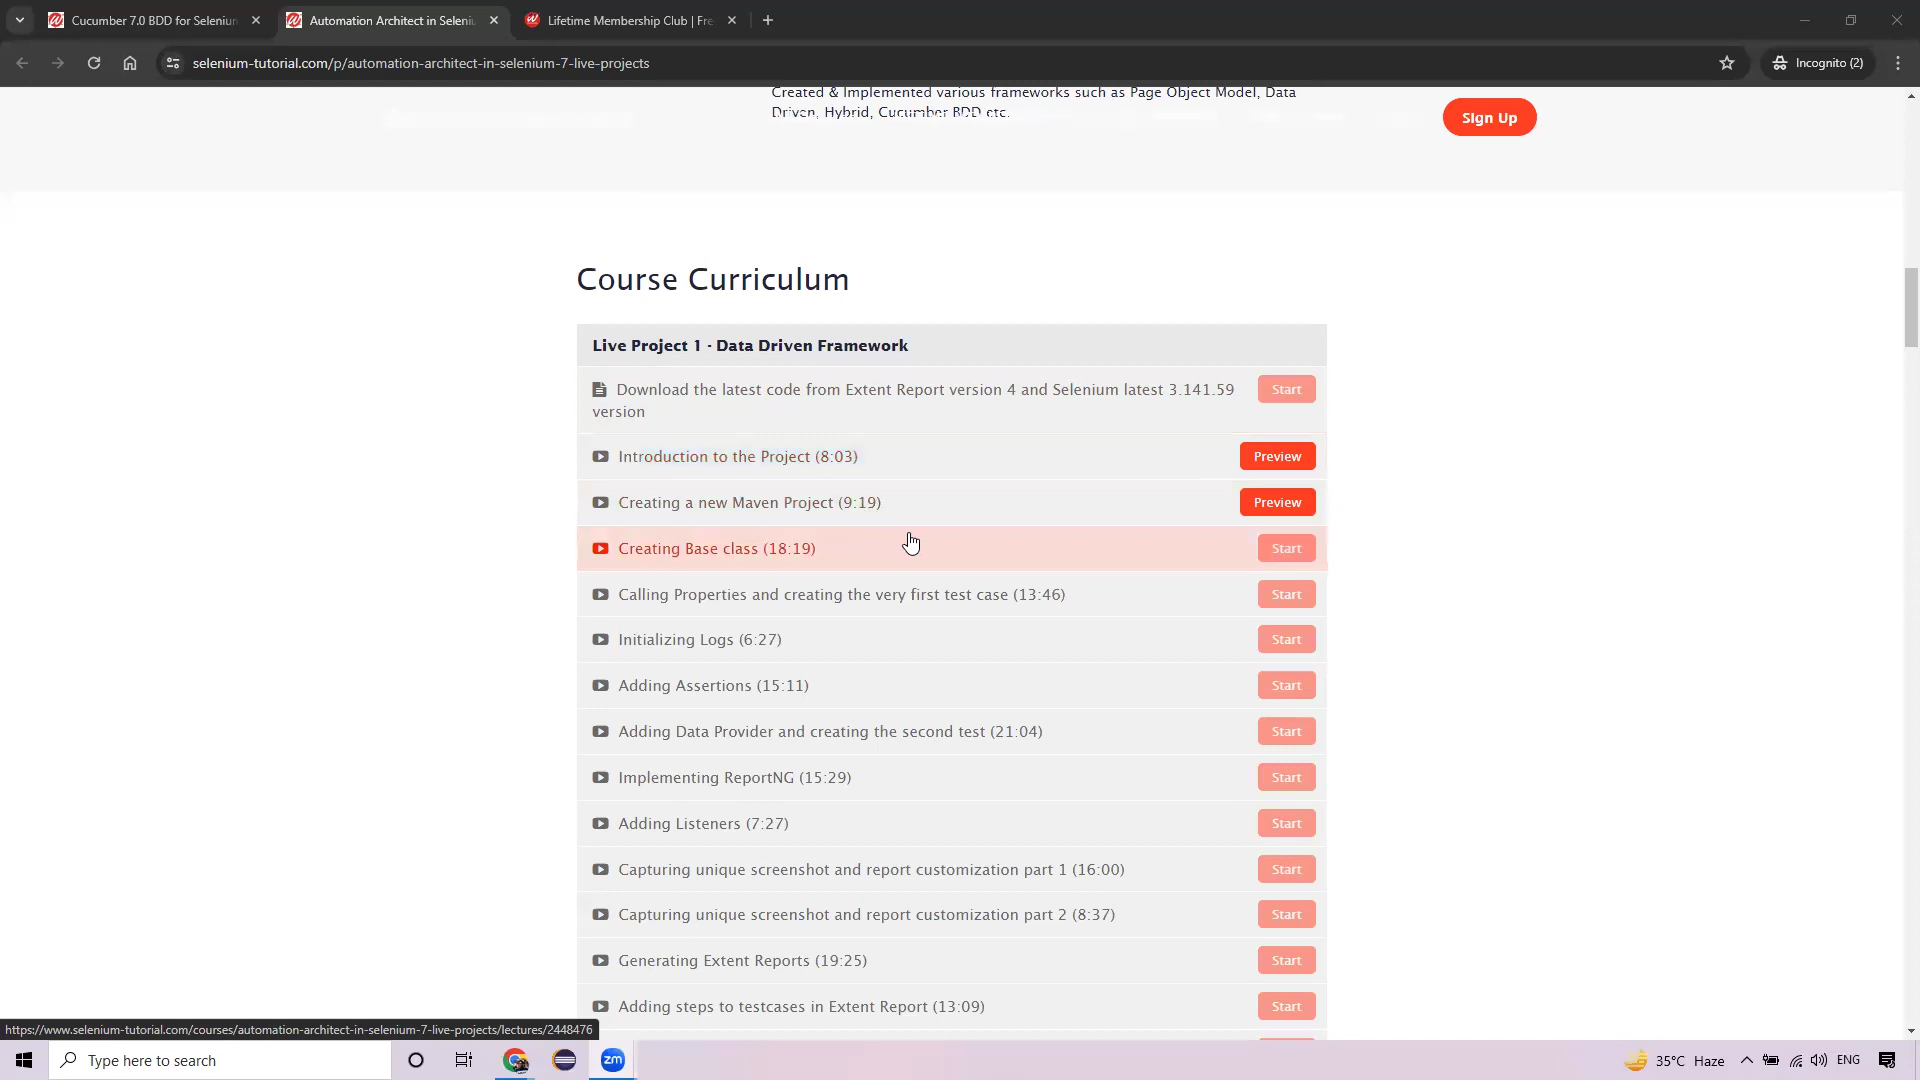 Cucumber 7.0 BDD for Selenium
Automation Architect in Seleniu
Lifetime Membership Club | Fre
selenium-tutorial.com/p/automation-architect-in-selenium-7-live-projects
Incognito (2)
Created & Implemented various frameworks such as Page Object Model, Data
Driven, Hybrid, Cucumber BDD etc.
Sign Up
Course Curriculum
Live Project 1 - Data Driven Framework
Download the latest code from Extent Report version 4 and Selenium latest 3.141.59
version
Start
Introduction to the Project (8:03)
Preview
Creating a new Maven Project (9:19)
Preview
Creating Base class (18:19)
Start
Calling Properties and creating the very first test case (13:46)
Start
Initializing Logs (6:27)
Start
Adding Assertions (15:11)
Start
Adding Data Provider and creating the second test (21:04)
Start
Implementing ReportNG (15:29)
Start
Adding Listeners (7:27)
Start
Capturing unique screenshot and report customization part 1 (16:00)
Start
Capturing unique screenshot and report customization part 2 (8:37)
Start
Generating Extent Reports (19:25)
Start
Adding steps to testcases in Extent Report (13:09)
Start
https://www.selenium-tutorial.com/courses/automation-architect-in-selenium-7-live-projects/lectures/2448476
Type here to search
zm
35°C Haze
ENG